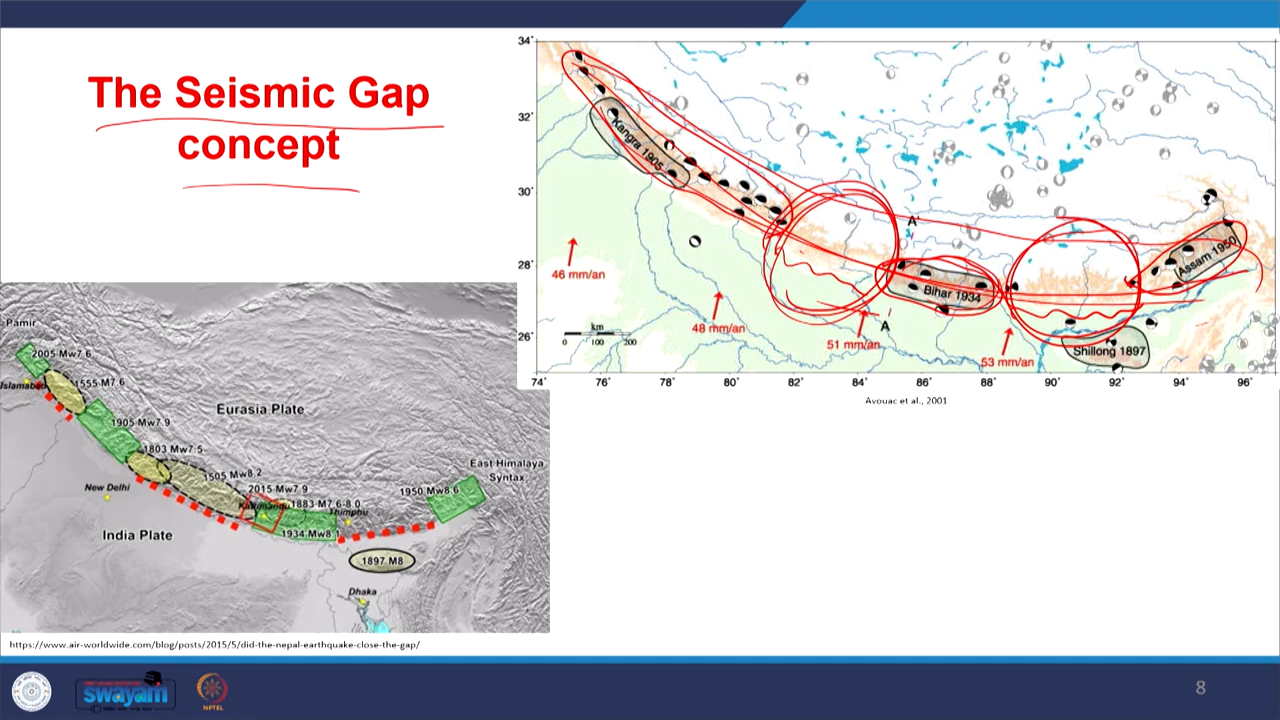 The Seismic Gap
concept
34°
32°
30°
28°
26°
74°
76°
78°
80°
82°
84°
86°
88°
90°
92°
94°
96°
Kangra 1905
A'
Bihar 1934
Assam 1950
Shillong 1897
A
46 mm/an
48 mm/an
51 mm/an
53 mm/an
km
0 100 200
Avouac et al., 2001
Pamir
2005 Mw7.6
Islamabad
1555 M7.6
Eurasia Plate
1905 Mw7.9
1803 Mw7.5
1505 Mw8.2
East Himalaya
Syntax
New Delhi
2015 Mw7.9
1950 Mw8.6
Kathmandu
1883 M7.6-8.0
Thimphu
India Plate
1934 Mw8.1
1897 M8
Dhaka
https://www.air-worldwide.com/blog/posts/2015/5/did-the-nepal-earthquake-close-the-gap/
swayam
NPTEL
8